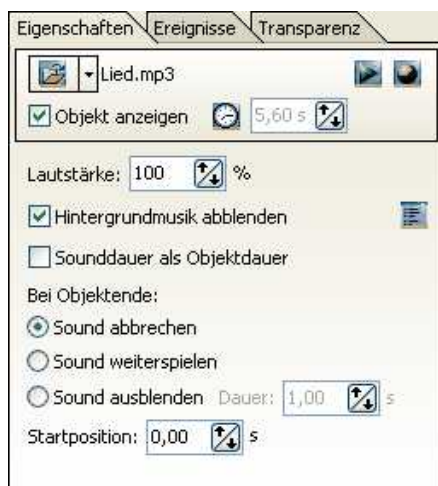 Eigenschaften Ereignisse Transparenz
Lied.mp3
Objekt anzeigen 5,60 s
Lautstärke: 100 %
Hintergrundmusik abblenden
Sounddauer als Objektdauer
Bei Objektende:
Sound abbrechen
Sound weiterspielen
Sound ausblenden Dauer: 1,00 s
Startposition: 0,00 s